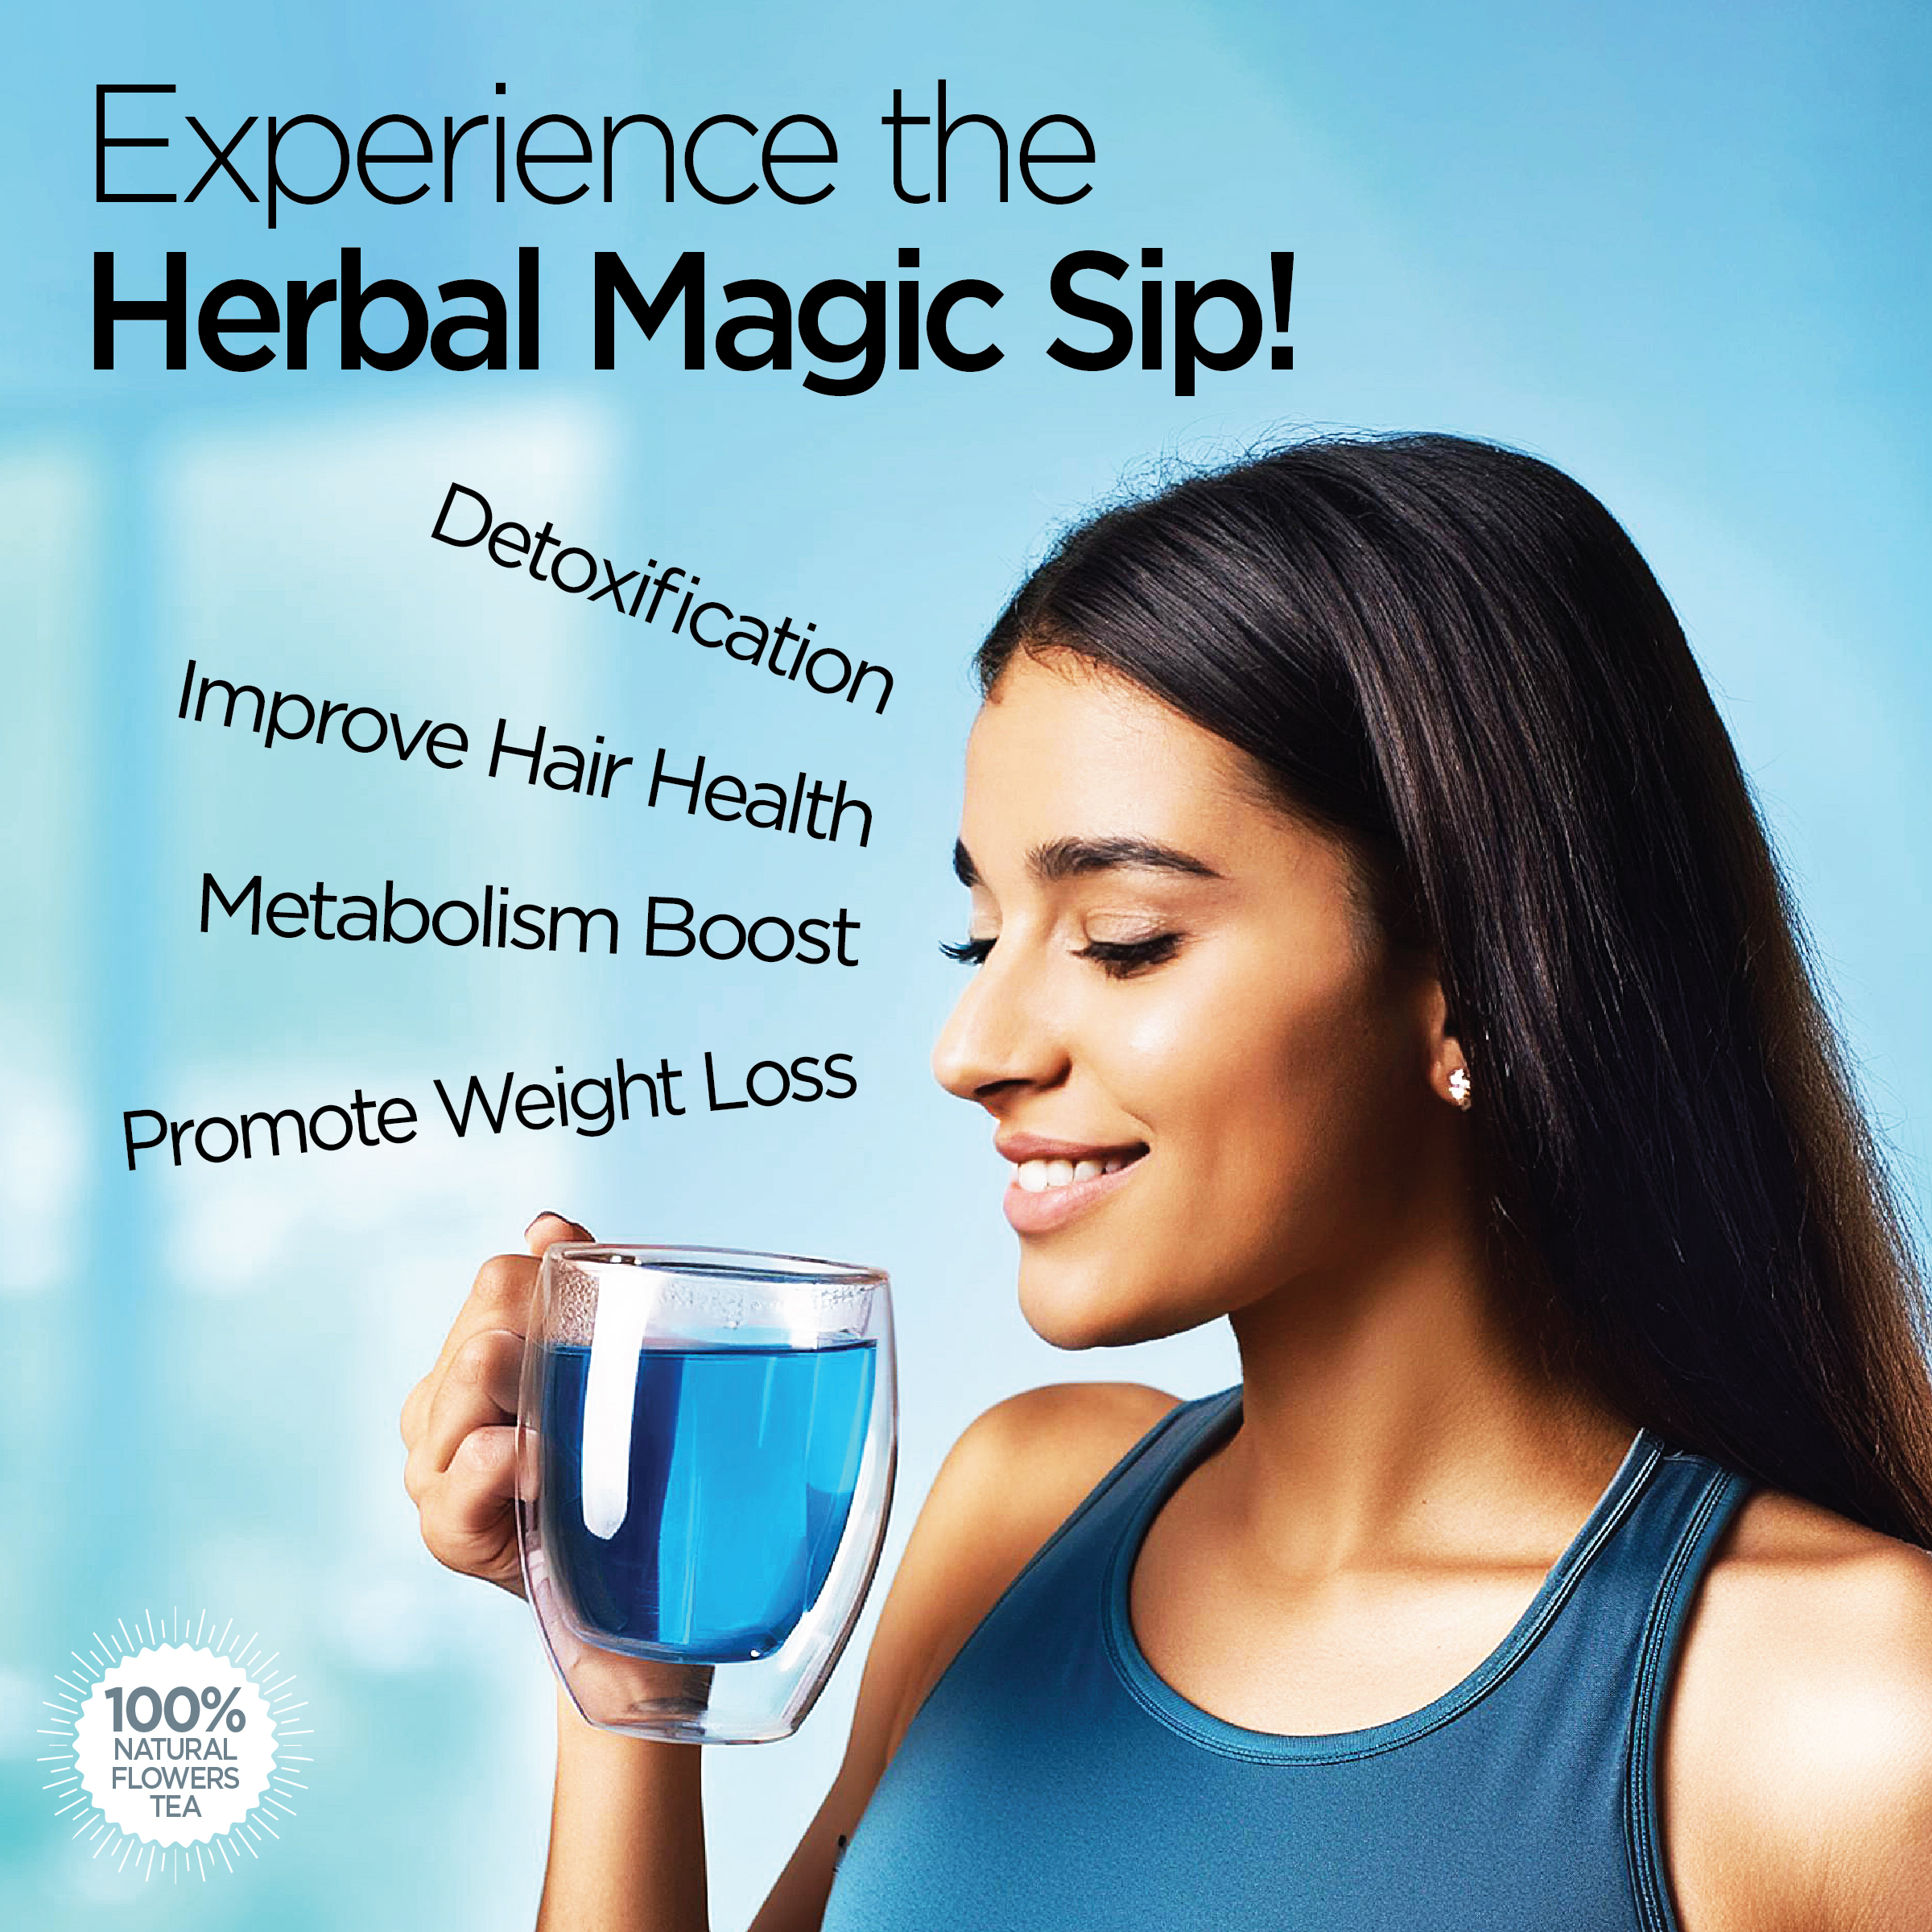 Experience the
Herbal Magic Sip!
Detoxification
Improve Hair Health
Metabolism Boost
Promote Weight Loss
100%
NATURAL
FLOWERS
TEA